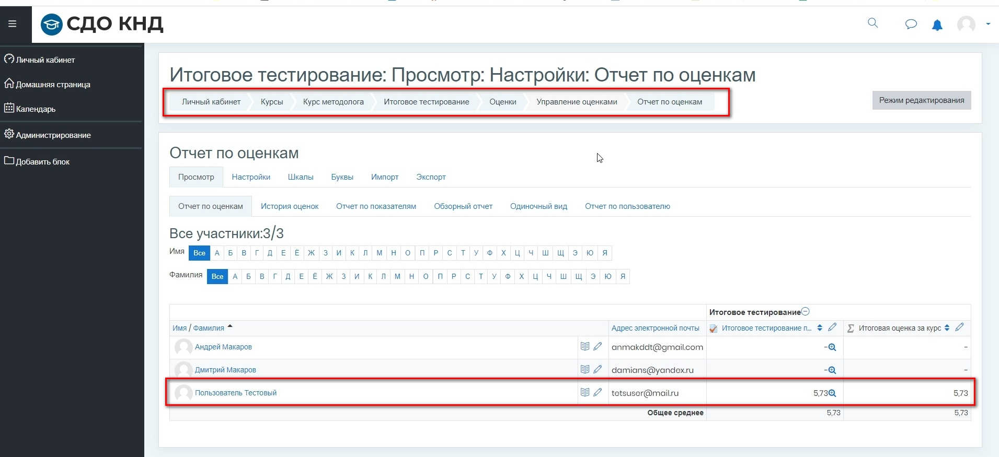 СДО КНД
Личный кабинет
Домашняя страница
Календарь
Администрирование
Добавить блок
Итоговое тестирование: Просмотр: Настройки: Отчет по оценкам
Личный кабинет Курсы Курс методолога Итоговое тестирование Оценки Управление оценками Отчет по оценкам
Режим редактирования
Отчет по оценкам
Просмотр Настройки Шкалы Буквы Импорт Экспорт
Отчет по оценкам История оценок Отчет по показателям Обзорный отчет Одиночный вид Отчет по пользователю
Все участники:3/3
Имя Все А Б В Г Д Е Ё Ж З И К Л М Н О П Р С Т У Ф Х Ц Ч Ш Щ Э Ю Я
Фамилия Все А Б В Г Д Е Ё Ж З И К Л М Н О П Р С Т У Ф Х Ц Ч Ш Щ Э Ю Я
Итоговое тестирование
Имя / Фамилия Адрес электронной почты Итоговое тестирование п... Σ Итоговая оценка за курс
Андрей Макаров anmakddt@gmail.com - -
Дмитрий Макаров damians@yandex.ru - -
Пользователь Тестовый tetsuser@mail.ru 5,73 5,73
Общее среднее 5,73 5,73